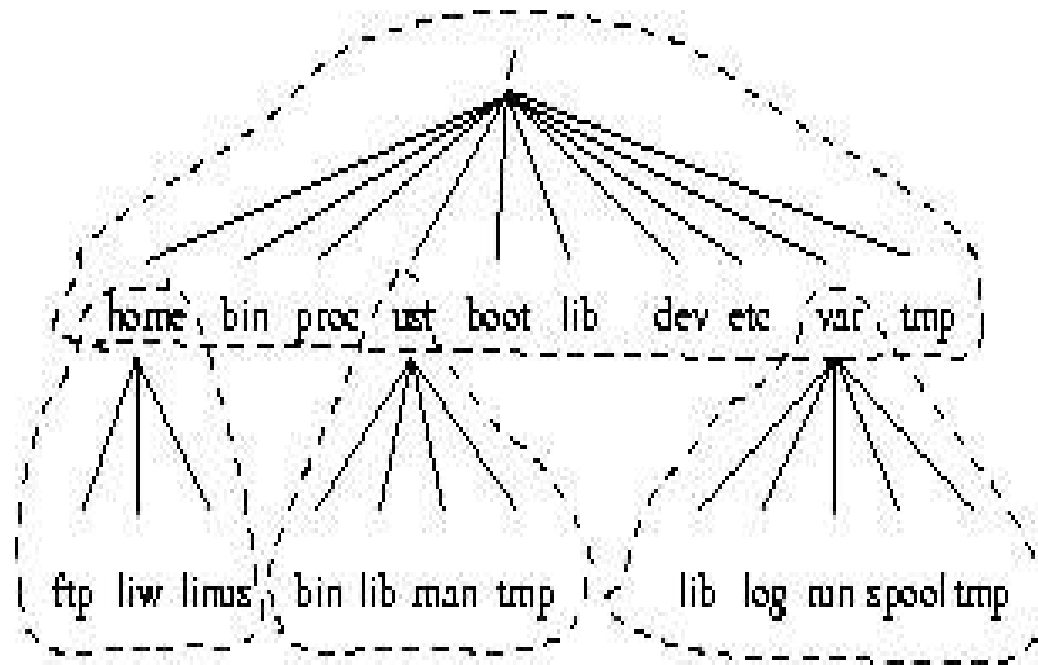 /
home bin proc usr boot lib dev etc var tmp
ftp liw linus bin lib man tmp lib log run spool tmp